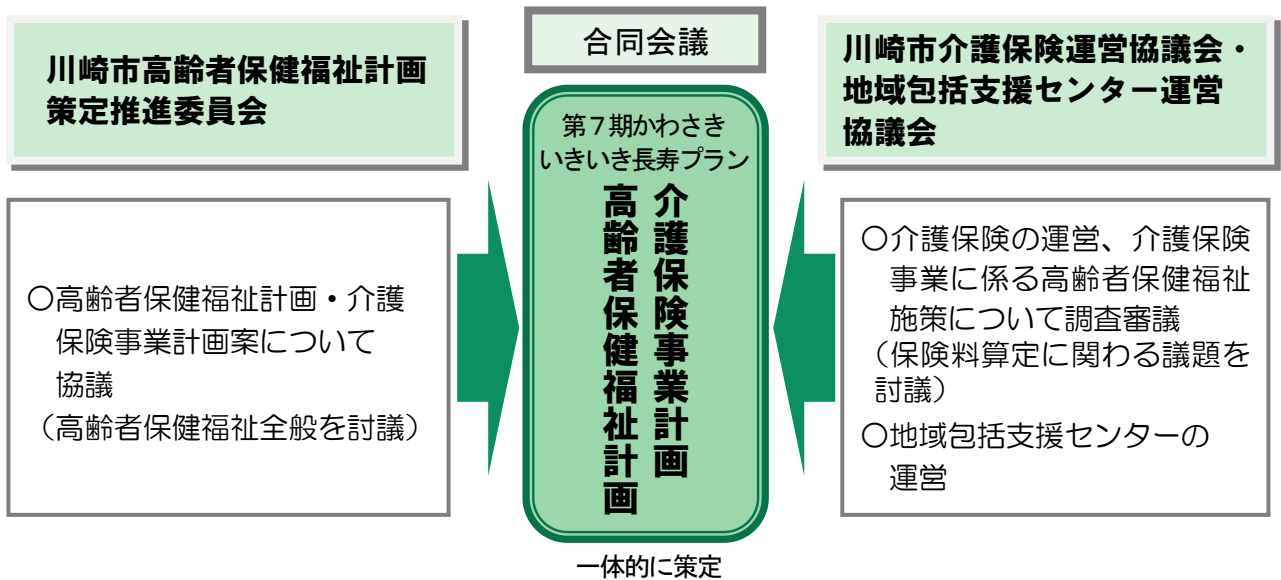 川崎市高齢者保健福祉計画
策定推進委員会
〇高齢者保健福祉計画・介護
保険事業計画案について
協議
（高齢者保健福祉全般を討議）
合同会議
第７期かわさき
いきいき長寿プラン
介護保険事業計画
高齢者保健福祉計画
一体的に策定
川崎市介護保険運営協議会・
地域包括支援センター運営
協議会
〇介護保険の運営、介護保険
事業に係る高齢者保健福祉
施策について調査審議
（保険料算定に関わる議題を
討議）
〇地域包括支援センターの
運営